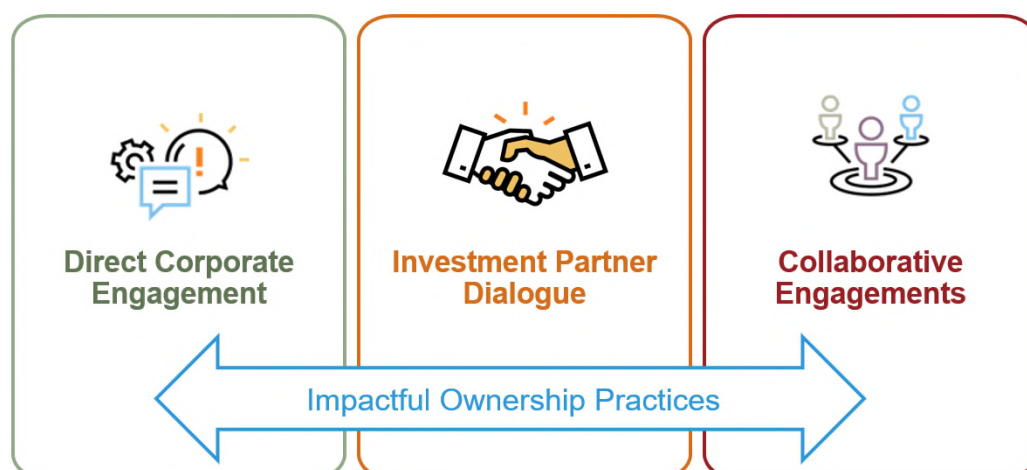 Direct Corporate
Engagement
Investment Partner
Dialogue
Collaborative
Engagements
Impactful Ownership Practices